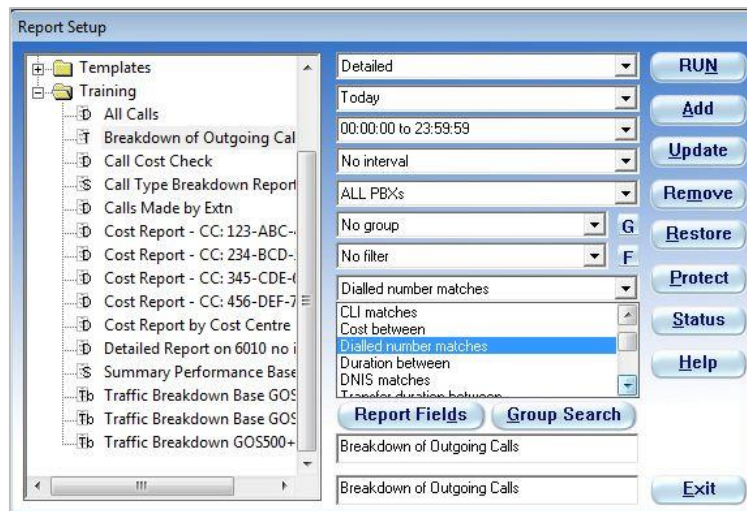 Report Setup
Templates
Training
D All Calls
T Breakdown of Outgoing Cal
D Call Cost Check
S Call Type Breakdown Report
D Calls Made by Extn
D Cost Report - CC: 123-ABC-
D Cost Report - CC: 234-BCD-
D Cost Report - CC: 345-CDE-
D Cost Report - CC: 456-DEF-7
D Cost Report by Cost Centre
D Detailed Report on 6010 no i
S Summary Performance Base
Tb Traffic Breakdown Base GOS
Tb Traffic Breakdown Base GOS
Tb Traffic Breakdown GOS500+
Detailed
Today
00:00:00 to 23:59:59
No interval
ALL PBXs
No group
G
No filter
F
Dialled number matches
CLI matches
Cost between
Dialled number matches
Duration between
DNIS matches
Transfer duration between
Report Fields
Group Search
Breakdown of Outgoing Calls
Breakdown of Outgoing Calls
RUN
Add
Update
Remove
Restore
Protect
Status
Help
Exit